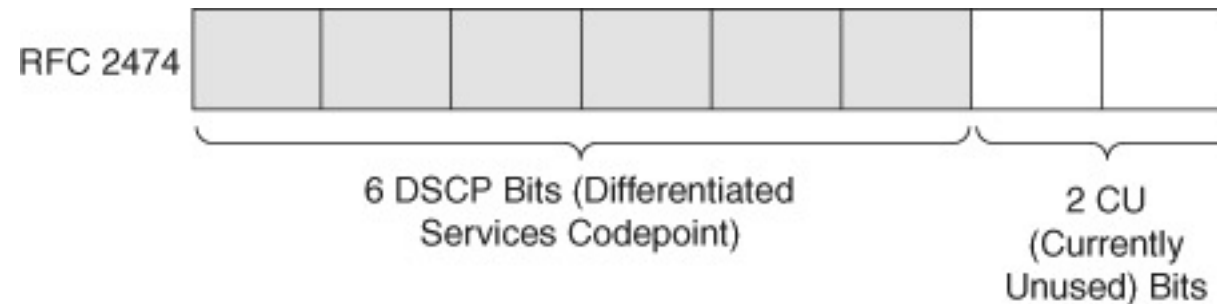 RFC 2474
6 DSCP Bits (Differentiated
Services Codepoint)
2 CU
(Currently
Unused) Bits